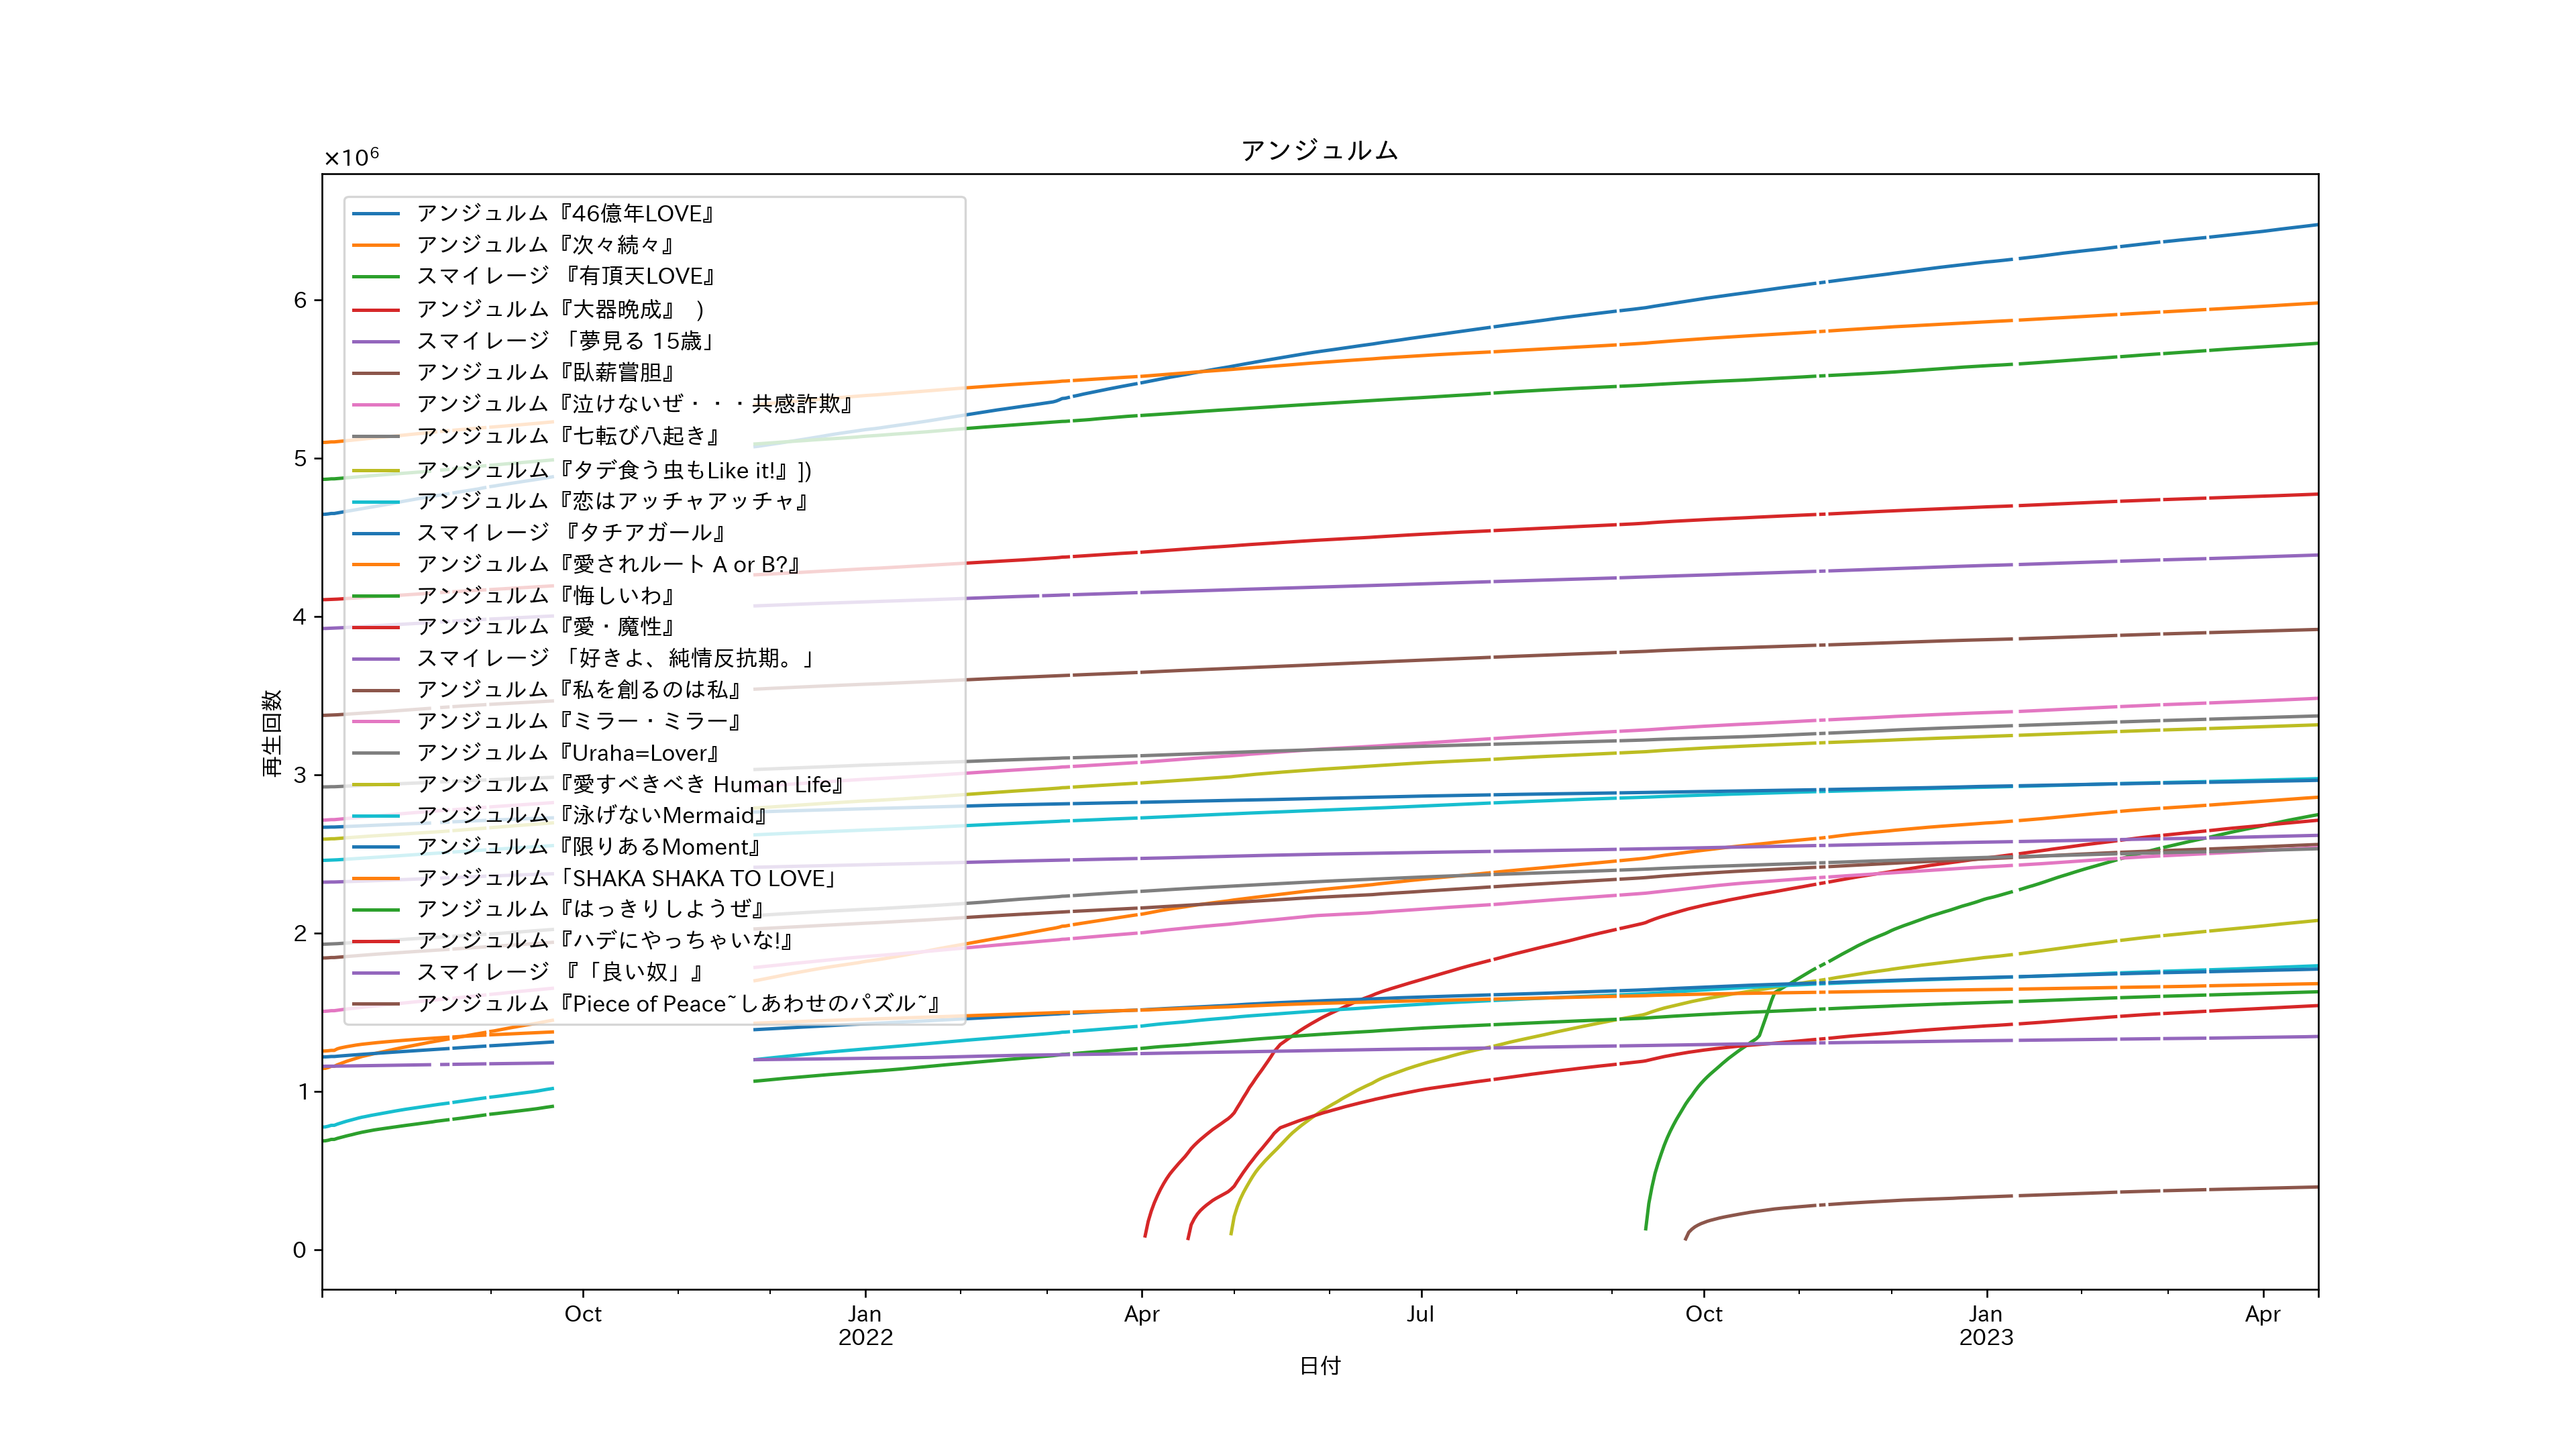 アンジュルム
×10⁶
アンジュルム『46億年LOVE』
アンジュルム『次々続々』
スマイレージ 『有頂天LOVE』
アンジュルム『大器晩成』 )
スマイレージ 「夢見る 15歳」
アンジュルム『臥薪嘗胆』
アンジュルム『泣けないぜ・・・共感詐欺』
アンジュルム『七転び八起き』
アンジュルム『タデ食う虫もLike it!』])
アンジュルム『恋はアッチャアッチャ』
スマイレージ 『タチアガール』
アンジュルム『愛されルート A or B?』
アンジュルム『悔しいわ』
アンジュルム『愛・魔性』
スマイレージ 「好きよ、純情反抗期。」
アンジュルム『私を創るのは私』
アンジュルム『ミラー・ミラー』
アンジュルム『Uraha=Lover』
アンジュルム『愛すべきべき Human Life』
アンジュルム『泳げないMermaid』
アンジュルム『限りあるMoment』
アンジュルム「SHAKA SHAKA TO LOVE」
アンジュルム『はっきりしようぜ』
アンジュルム『ハデにやっちゃいな!』
スマイレージ 『「良い奴」』
アンジュルム『Piece of Peace~しあわせのパズル~』
再生回数
6
5
4
3
2
1
0
Oct
Jan
2022
Apr
Jul
Oct
Jan
2023
Apr
日付